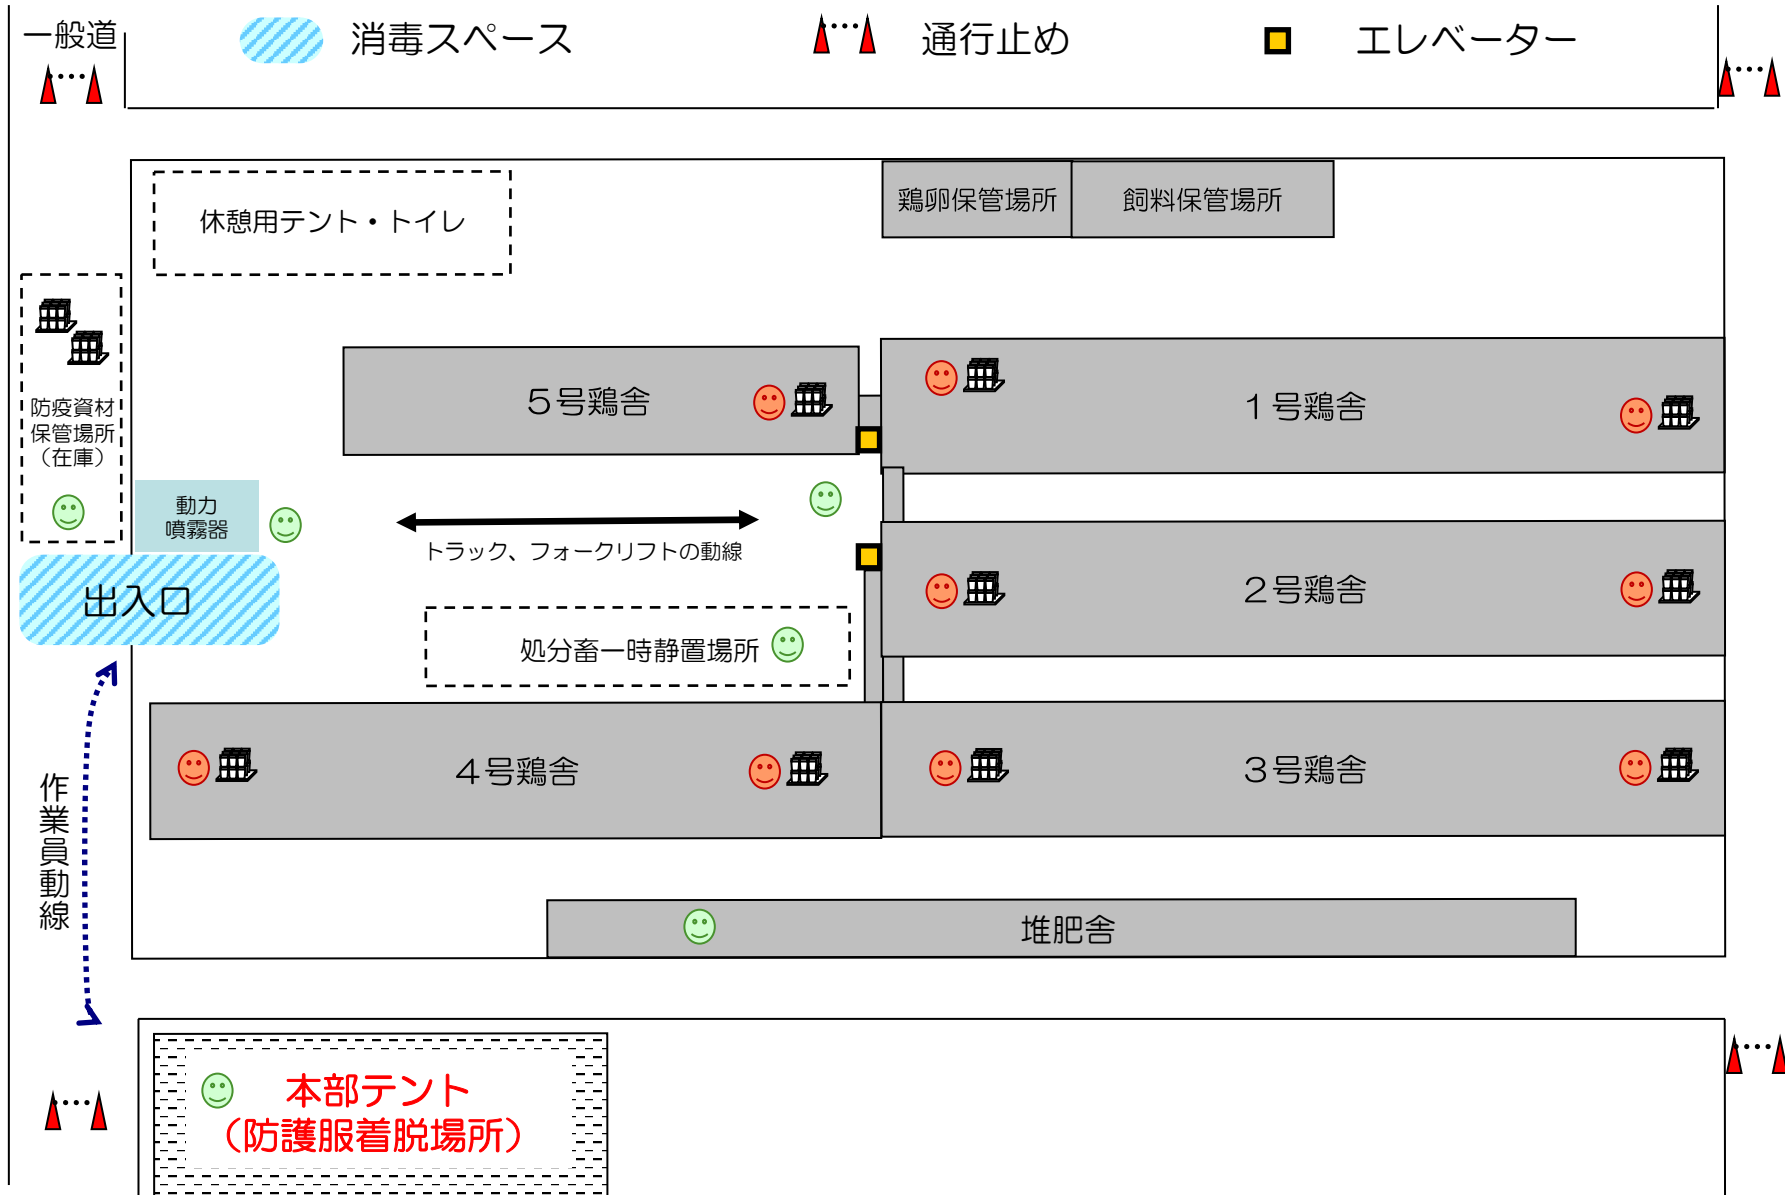 一般道
消毒スペース
通行止め
エレベーター
休憩用テント・トイレ
鶏卵保管場所
飼料保管場所
防疫資材
保管場所
（在庫）
５号鶏舎
１号鶏舎
動力
噴霧器
トラック、フォークリフトの動線
出入口
２号鶏舎
処分畜一時静置場所
４号鶏舎
３号鶏舎
作業員動線
堆肥舎
本部テント
（防護服着脱場所）